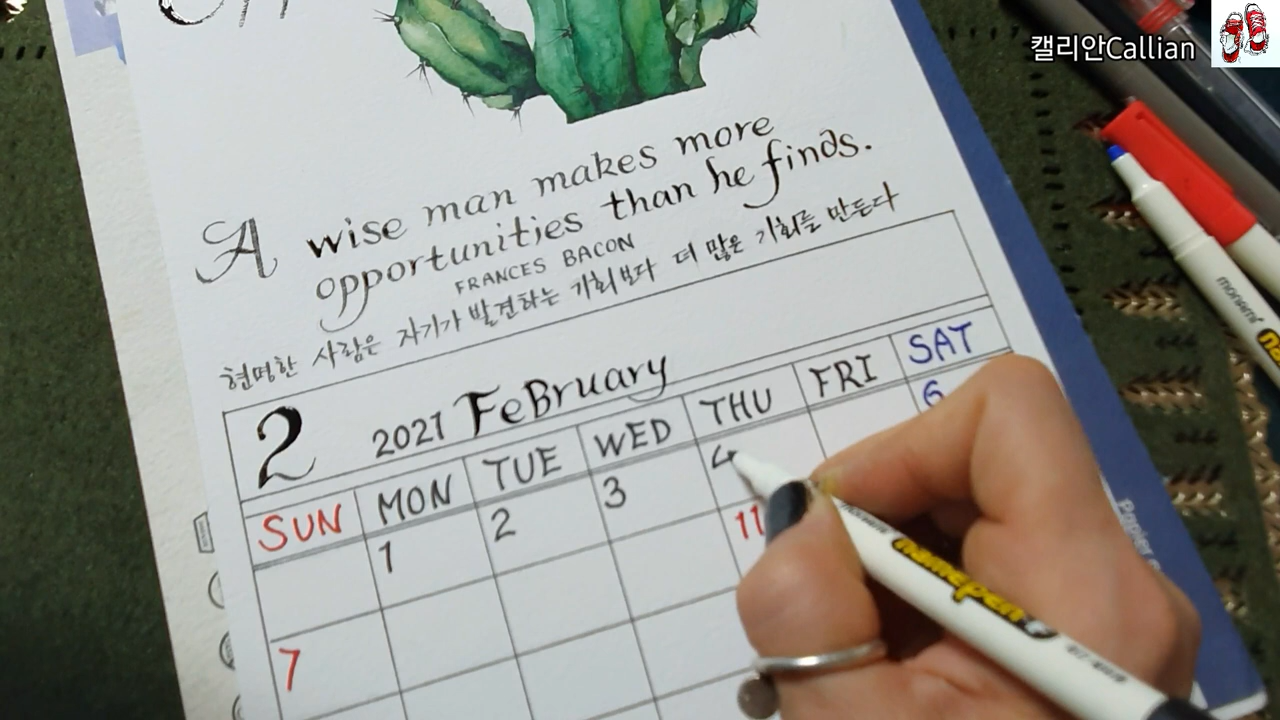 캘리안Callian
A wise man makes more
opportunities than he finds.
FRANCES BACON
현명한 사람은 자기가 발견하는 기회보다 더 많은 기회를 만든다
2 2021 FeBruary
SUN MON TUE WED THU FRI SAT
1 2 3 4 6
7 11
monami
namepen